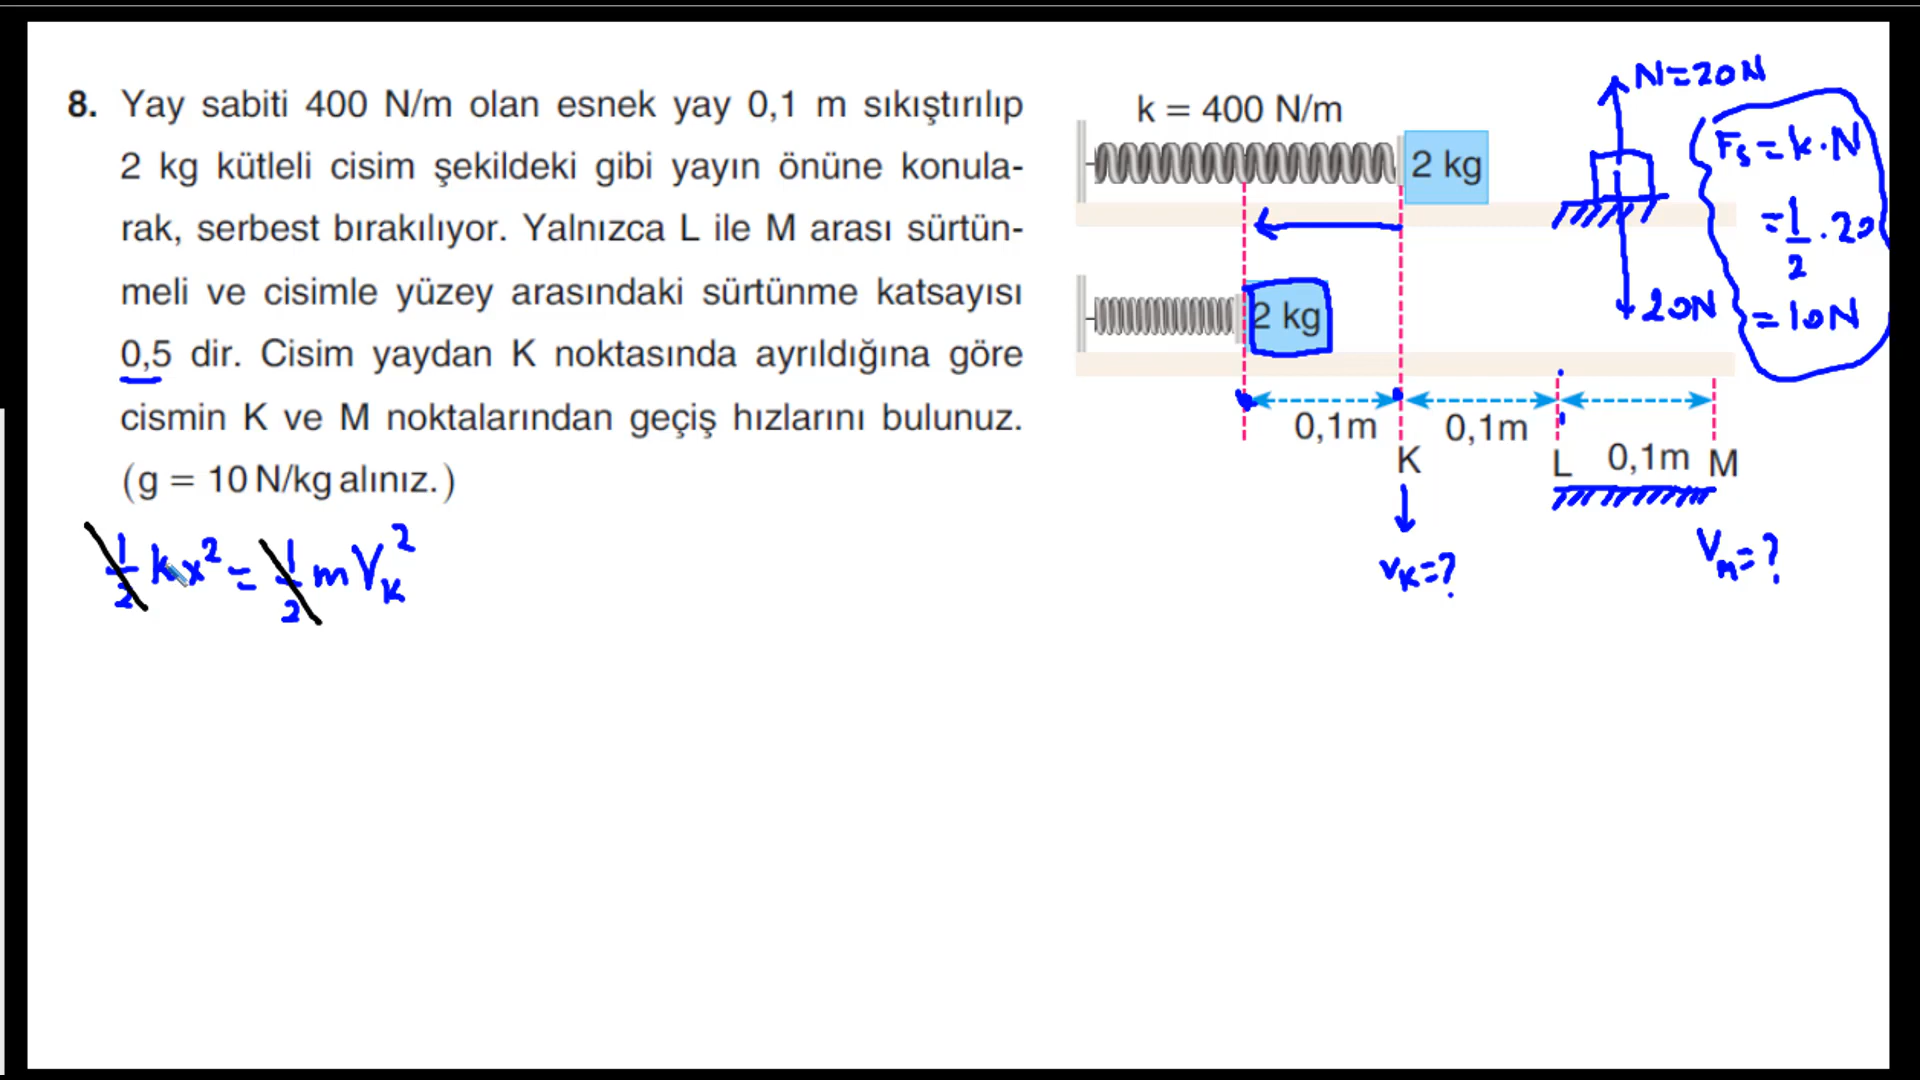 8. Yay sabiti 400 N/m olan esnek yay 0,1 m sıkıştırılıp
2 kg kütleli cisim şekildeki gibi yayın önüne konula-
rak, serbest bırakılıyor. Yalnızca L ile M arası sürtün-
meli ve cisimle yüzey arasındaki sürtünme katsayısı
0,5 dir. Cisim yaydan K noktasında ayrıldığına göre
cismin K ve M noktalarından geçiş hızlarını bulunuz.
(g = 10 N/kg alınız.)
1/2 kx² = 1/2 mV_K²
k = 400 N/m
2 kg
2 kg
0,1m
0,1m
0,1m
K
L
M
V_K=?
V_M=?
N=20N
20N
Fs = k·N
= 1/2 · 20
= 10N